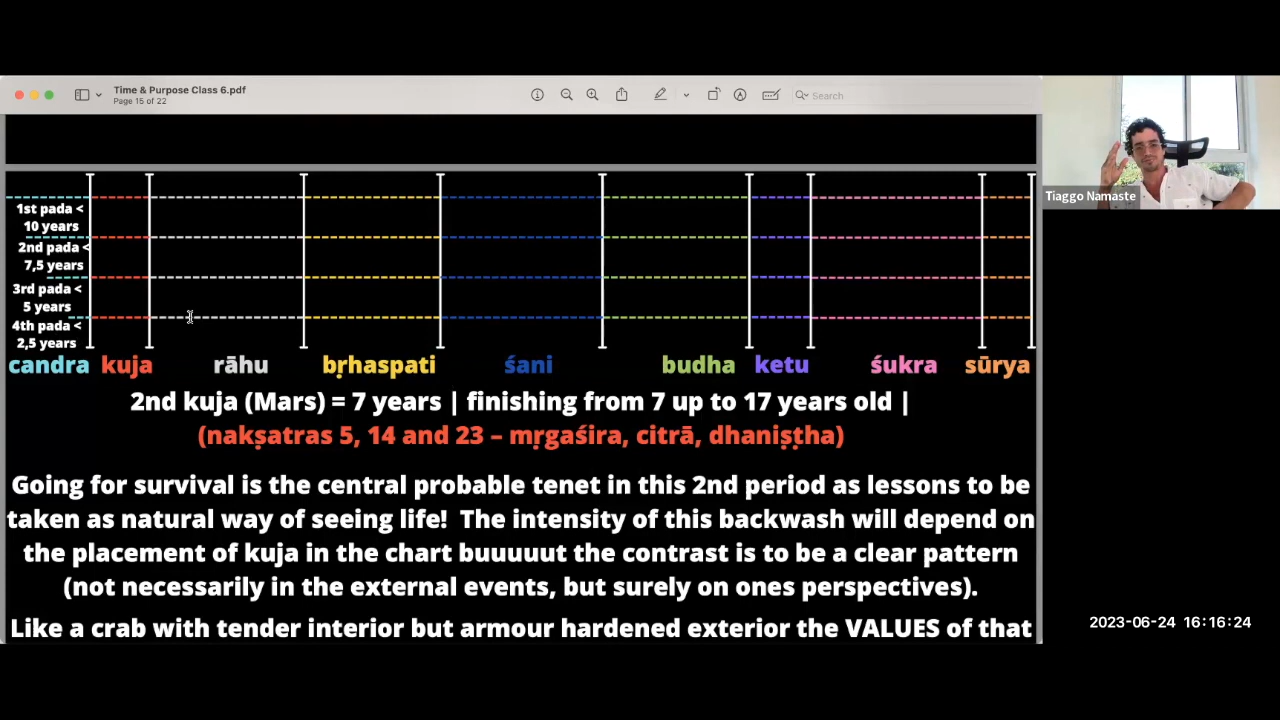 Time & Purpose Class 6.pdf
Page 15 of 22
Search
Tiaggo Namaste
1st pada <
10 years
2nd pada <
7,5 years
3rd pada <
5 years
4th pada <
2,5 years
candra kuja rāhu bṛhaspati śani budha ketu śukra sūrya
2nd kuja (Mars) = 7 years | finishing from 7 up to 17 years old |
(nakṣatras 5, 14 and 23 – mṛgaśira, citrā, dhaniṣṭha)
Going for survival is the central probable tenet in this 2nd period as lessons to be
taken as natural way of seeing life! The intensity of this backwash will depend on
the placement of kuja in the chart buuuuut the contrast is to be a clear pattern
(not necessarily in the external events, but surely on ones perspectives).
Like a crab with tender interior but armour hardened exterior the VALUES of that
2023-06-24 16:16:24